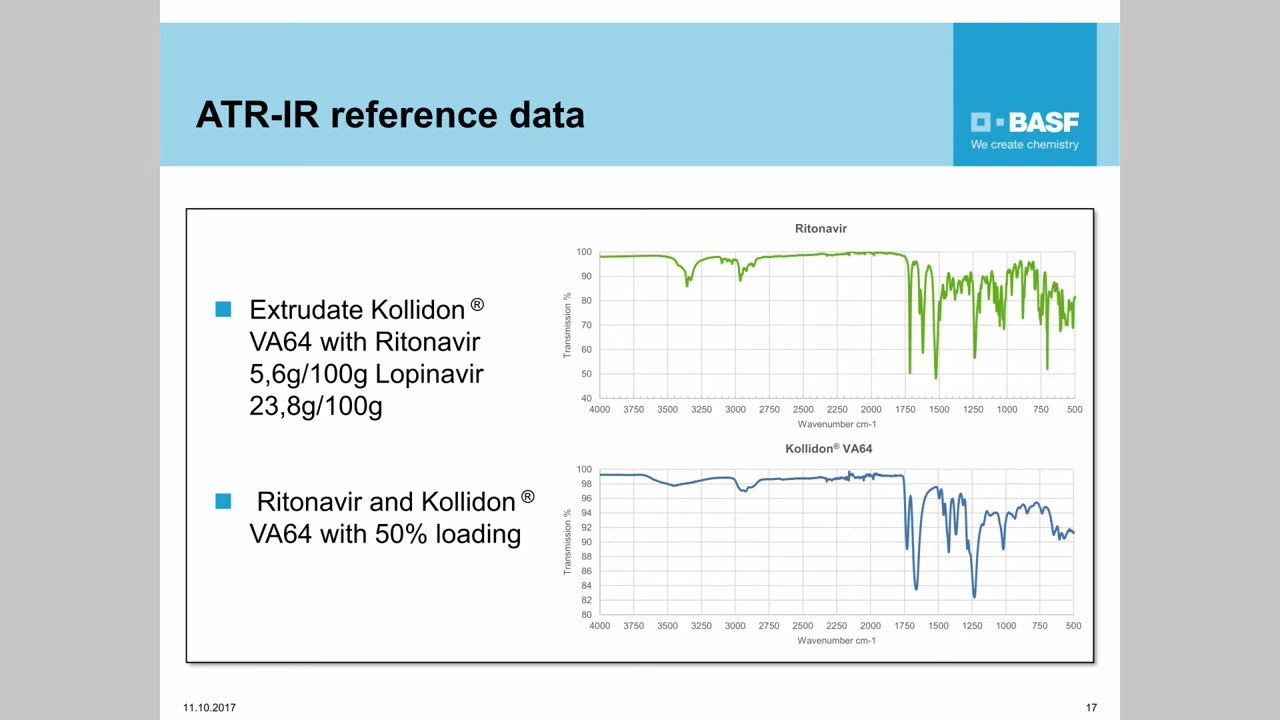 ATR-IR reference data
BASF
We create chemistry
Extrudate Kollidon ®
VA64 with Ritonavir
5,6g/100g Lopinavir
23,8g/100g
Ritonavir and Kollidon ®
VA64 with 50% loading
Ritonavir
Transmission %
100
90
80
70
60
50
40
4000 3750 3500 3250 3000 2750 2500 2250 2000 1750 1500 1250 1000 750 500
Wavenumber cm-1
Kollidon® VA64
Transmission %
100
98
96
94
92
90
88
86
84
82
80
4000 3750 3500 3250 3000 2750 2500 2250 2000 1750 1500 1250 1000 750 500
Wavenumber cm-1
11.10.2017
17